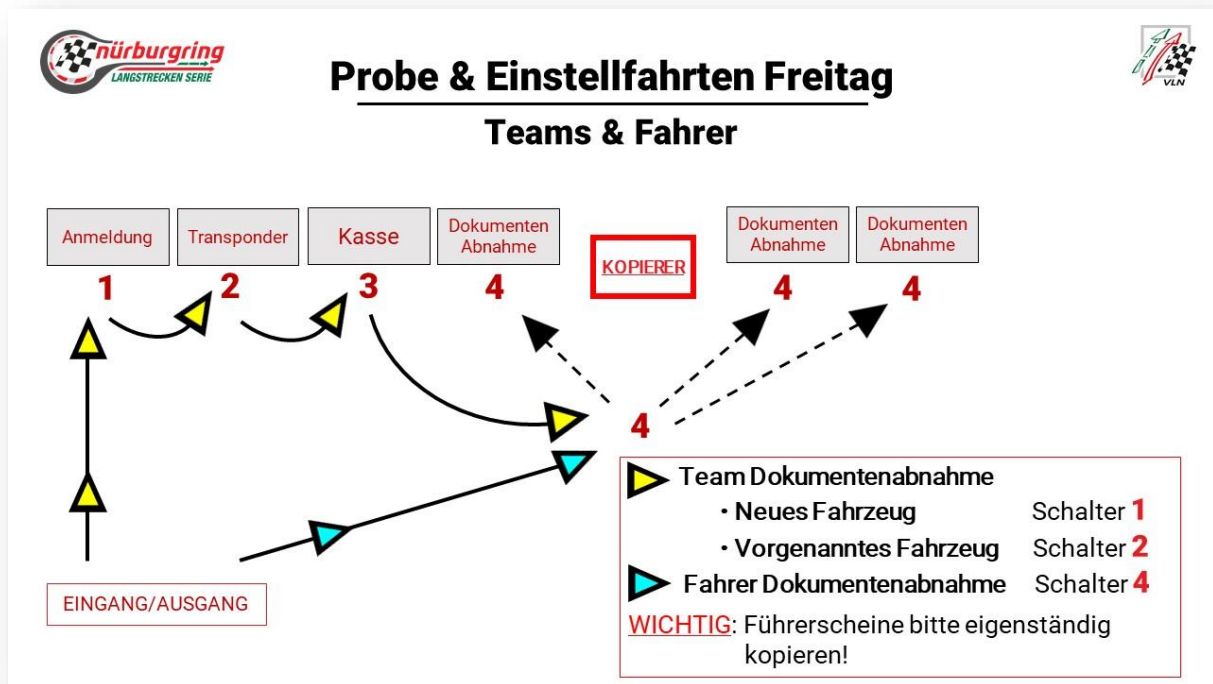 nürburgring
LANGSTRECKEN SERIE
VLN
Probe & Einstellfahrten Freitag
Teams & Fahrer
Anmeldung
Transponder
Kasse
Dokumenten
Abnahme
KOPIERER
Dokumenten
Abnahme
Dokumenten
Abnahme
1
2
3
4
4
4
4
Team Dokumentenabnahme
• Neues Fahrzeug Schalter 1
• Vorgenanntes Fahrzeug Schalter 2
Fahrer Dokumentenabnahme Schalter 4
WICHTIG: Führerscheine bitte eigenständig
kopieren!
EINGANG/AUSGANG